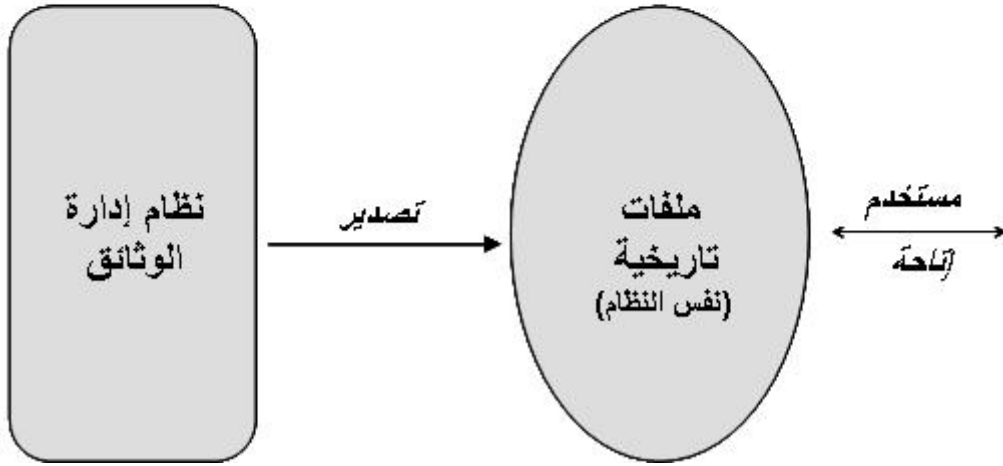 نظام إدارة
الوثائق
تصدير
ملفات
تاريخية
(نفس النظام)
مستخدم
إتاحة